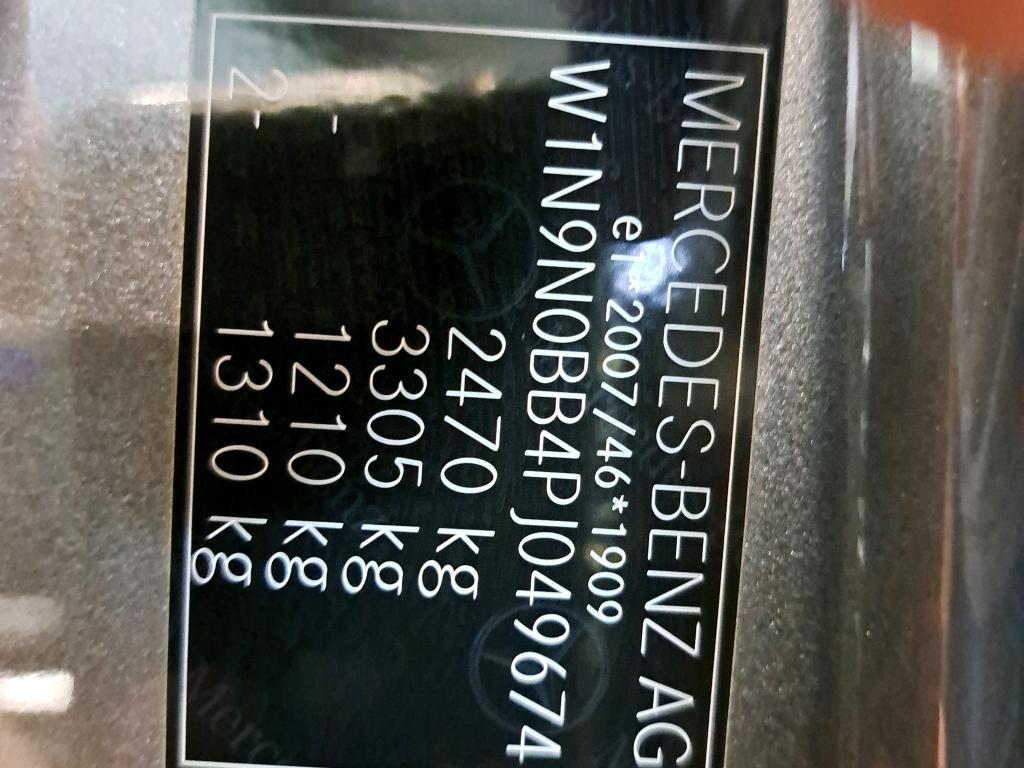 MERCEDES-BENZ AG
e1*2007/46*1909
W1N9N0BB4PJ049674
2470 kg
3305 kg
1- 1210 kg
2- 1310 kg